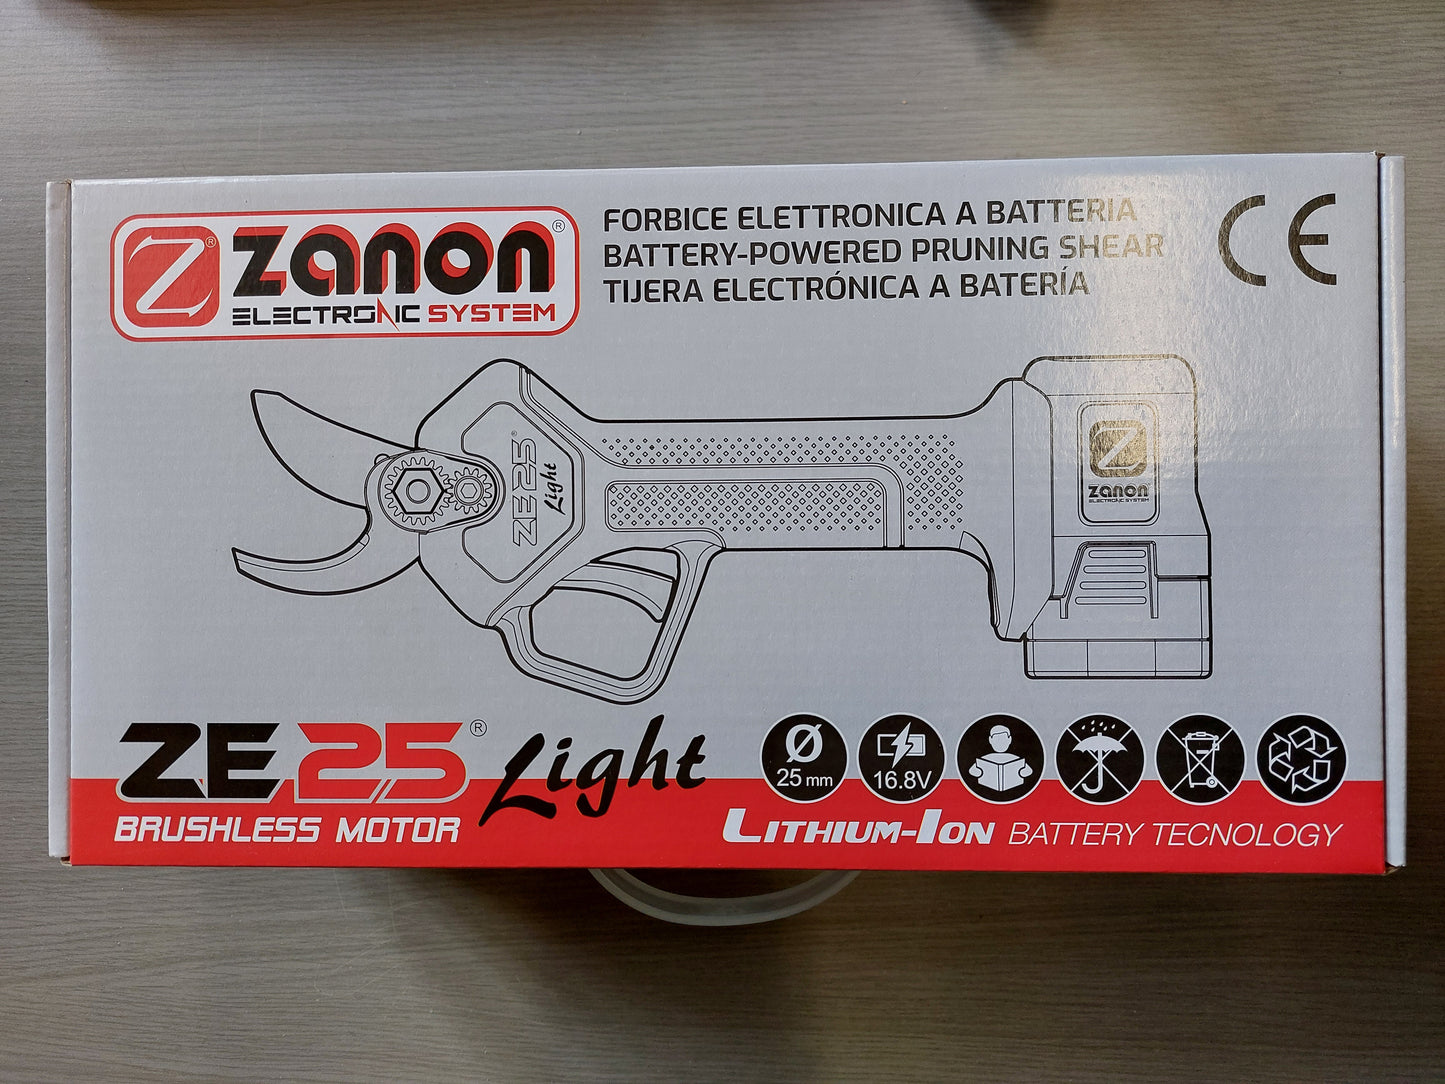 Z® zanon®
ELECTRONIC SYSTEM
FORBICE ELETTRONICA A BATTERIA
BATTERY-POWERED PRUNING SHEAR
TIJERA ELECTRÓNICA A BATERÍA
CE
ZE25® Light
Z
zanon
ELECTRONIC SYSTEM
ZE25® Light
BRUSHLESS MOTOR
25 mm
16.8V
LITHIUM-ION BATTERY TECNOLOGY